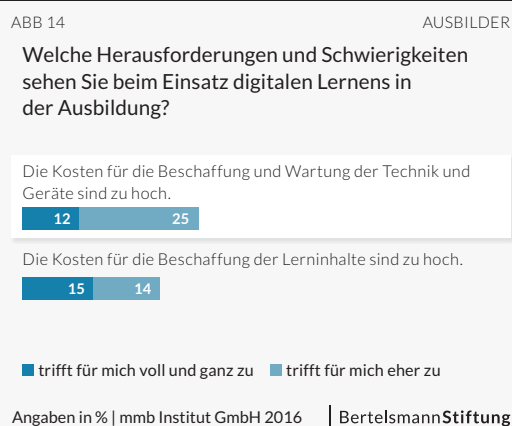 ABB 14 AUSBILDER
Welche Herausforderungen und Schwierigkeiten
sehen Sie beim Einsatz digitalen Lernens in
der Ausbildung?
Die Kosten für die Beschaffung und Wartung der Technik und
Geräte sind zu hoch.
12 25
Die Kosten für die Beschaffung der Lerninhalte sind zu hoch.
15 14
trifft für mich voll und ganz zu trifft für mich eher zu
Angaben in % | mmb Institut GmbH 2016 BertelsmannStiftung